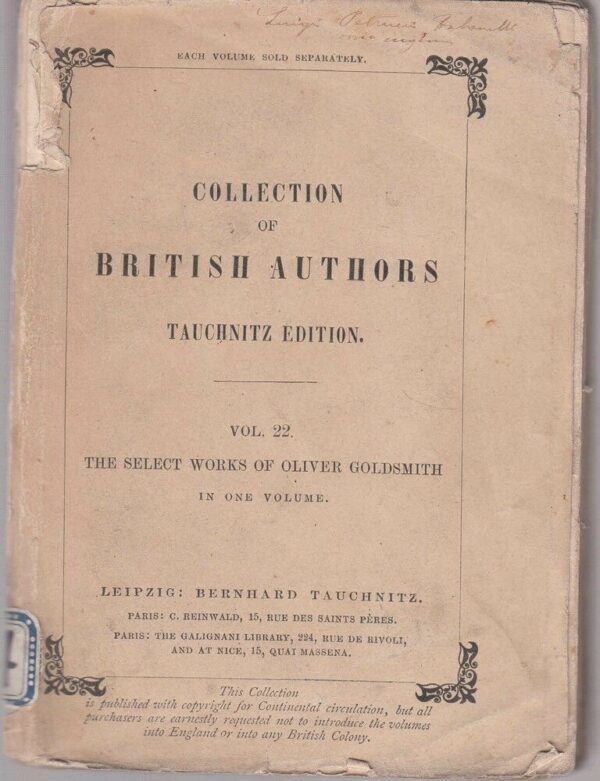 Luigi
EACH VOLUME SOLD SEPARATELY.
COLLECTION
OF
BRITISH AUTHORS
TAUCHNITZ EDITION.
VOL. 22.
THE SELECT WORKS OF OLIVER GOLDSMITH
IN ONE VOLUME.
LEIPZIG: BERNHARD TAUCHNITZ.
PARIS: C. REINWALD, 15, RUE DES SAINTS PÈRES.
PARIS: THE GALIGNANI LIBRARY, 224, RUE DE RIVOLI,
AND AT NICE, 15, QUAI MASSENA.
This Collection
is published with copyright for Continental circulation, but all
purchasers are earnestly requested not to introduce the volumes
into England or into any British Colony.